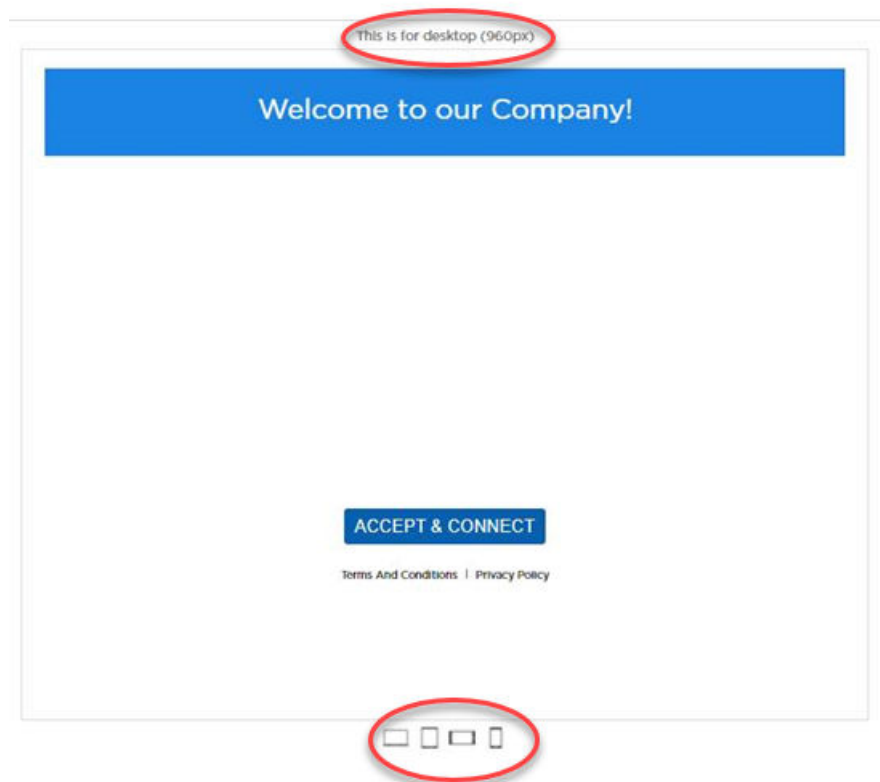 This is for desktop (960px)
Welcome to our Company!
ACCEPT & CONNECT
Terms And Conditions | Privacy Policy